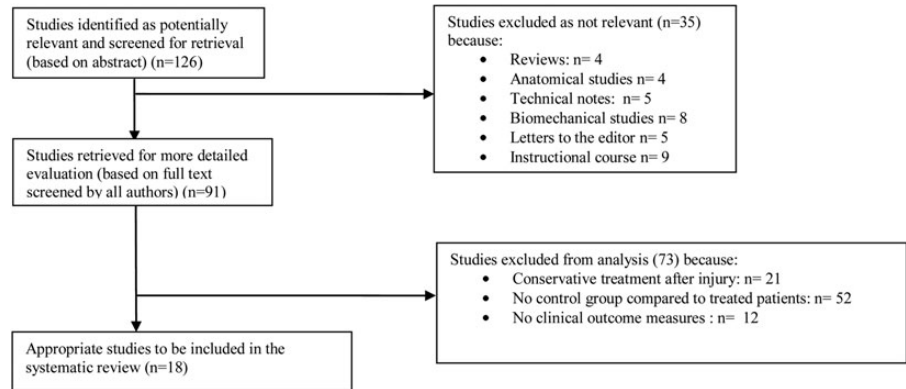 Studies identified as potentially
relevant and screened for retrieval
(based on abstract) (n=126)
Studies excluded as not relevant (n=35)
because:
• Reviews: n= 4
• Anatomical studies n= 4
• Technical notes: n= 5
• Biomechanical studies n= 8
• Letters to the editor n= 5
• Instructional course n= 9
Studies retrieved for more detailed
evaluation (based on full text
screened by all authors) (n=91)
Studies excluded from analysis (73) because:
• Conservative treatment after injury: n= 21
• No control group compared to treated patients: n= 52
• No clinical outcome measures : n= 12
Appropriate studies to be included in the
systematic review (n=18)